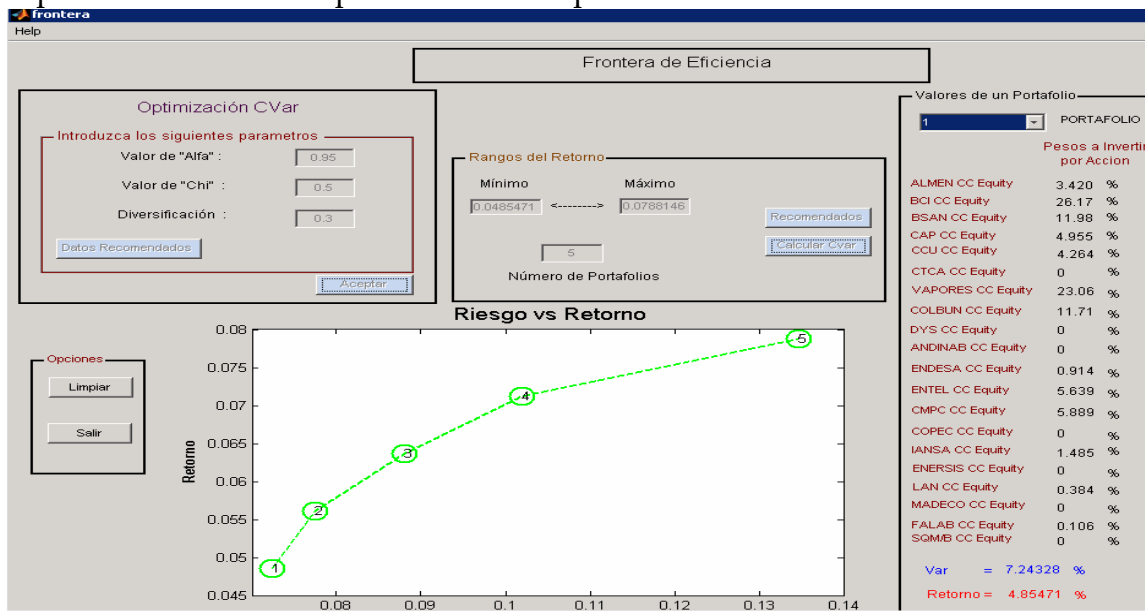 frontera
Help
Frontera de Eficiencia
Optimización CVar
Introduzca los siguientes parametros
Valor de "Alfa" : 0.95
Valor de "Chi" : 0.5
Diversificación : 0.3
Datos Recomendados
Aceptar
Rangos del Retorno
Mínimo Máximo
0.0485471 <--------> 0.0788146
Recomendados
5
Calcular Cvar
Número de Portafolios
Opciones
Limpiar
Salir
Riesgo vs Retorno
Retorno
0.08
0.075
0.07
0.065
0.06
0.055
0.05
0.045
1
2
3
4
5
0.08 0.09 0.1 0.11 0.12 0.13 0.14
Valores de un Portafolio
1 PORTAFOLIO
Pesos a Invertir
por Accion
ALMEN CC Equity 3.420 %
BCI CC Equity 26.17 %
BSAN CC Equity 11.98 %
CAP CC Equity 4.955 %
CCU CC Equity 4.264 %
CTCA CC Equity 0 %
VAPORES CC Equity 23.06 %
COLBUN CC Equity 11.71 %
DYS CC Equity 0 %
ANDINAB CC Equity 0 %
ENDESA CC Equity 0.914 %
ENTEL CC Equity 5.639 %
CMPC CC Equity 5.889 %
COPEC CC Equity 0 %
IANSA CC Equity 1.485 %
ENERSIS CC Equity 0 %
LAN CC Equity 0.384 %
MADECO CC Equity 0 %
FALAB CC Equity 0.106 %
SQM/B CC Equity 0 %
Var = 7.24328 %
Retorno = 4.85471 %